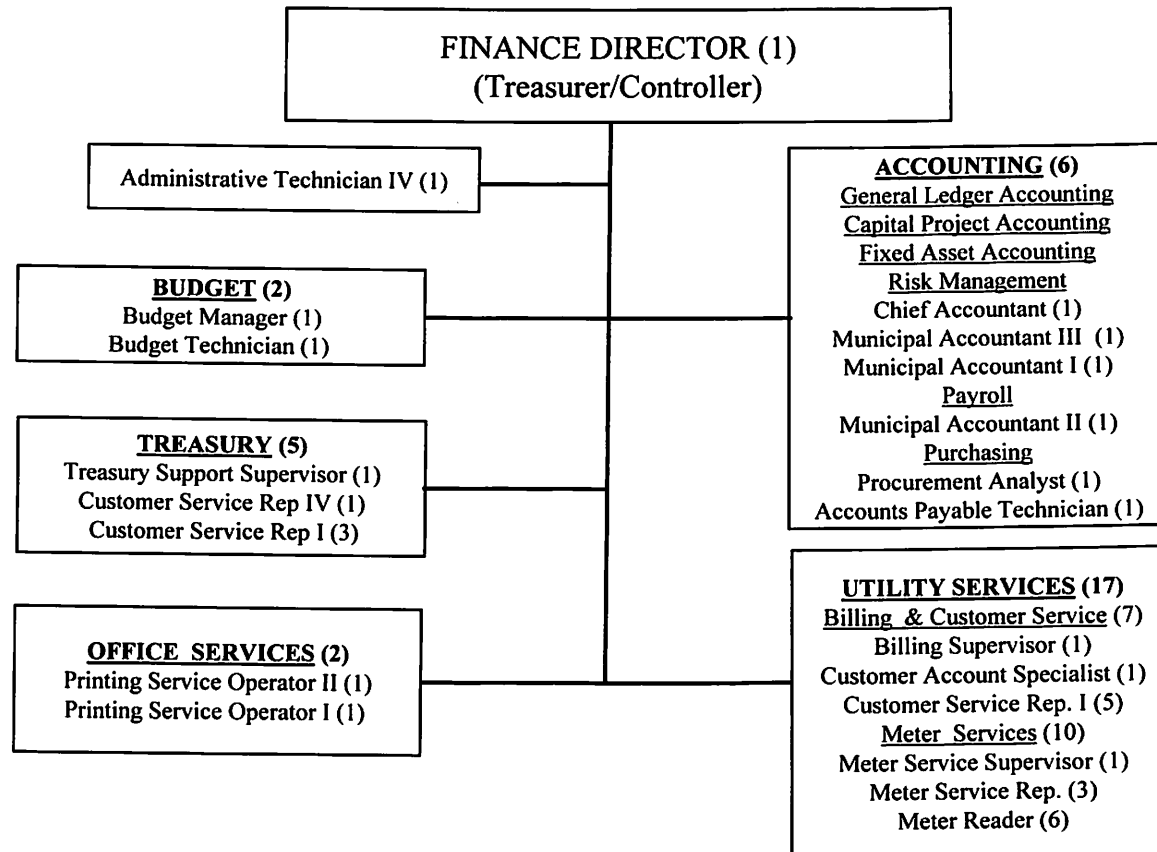 FINANCE DIRECTOR (1)
(Treasurer/Controller)
Administrative Technician IV (1)
BUDGET (2)
Budget Manager (1)
Budget Technician (1)
TREASURY (5)
Treasury Support Supervisor (1)
Customer Service Rep IV (1)
Customer Service Rep I (3)
OFFICE SERVICES (2)
Printing Service Operator II (1)
Printing Service Operator I (1)
ACCOUNTING (6)
General Ledger Accounting
Capital Project Accounting
Fixed Asset Accounting
Risk Management
Chief Accountant (1)
Municipal Accountant III (1)
Municipal Accountant I (1)
Payroll
Municipal Accountant II (1)
Purchasing
Procurement Analyst (1)
Accounts Payable Technician (1)
UTILITY SERVICES (17)
Billing & Customer Service (7)
Billing Supervisor (1)
Customer Account Specialist (1)
Customer Service Rep. I (5)
Meter Services (10)
Meter Service Supervisor (1)
Meter Service Rep. (3)
Meter Reader (6)